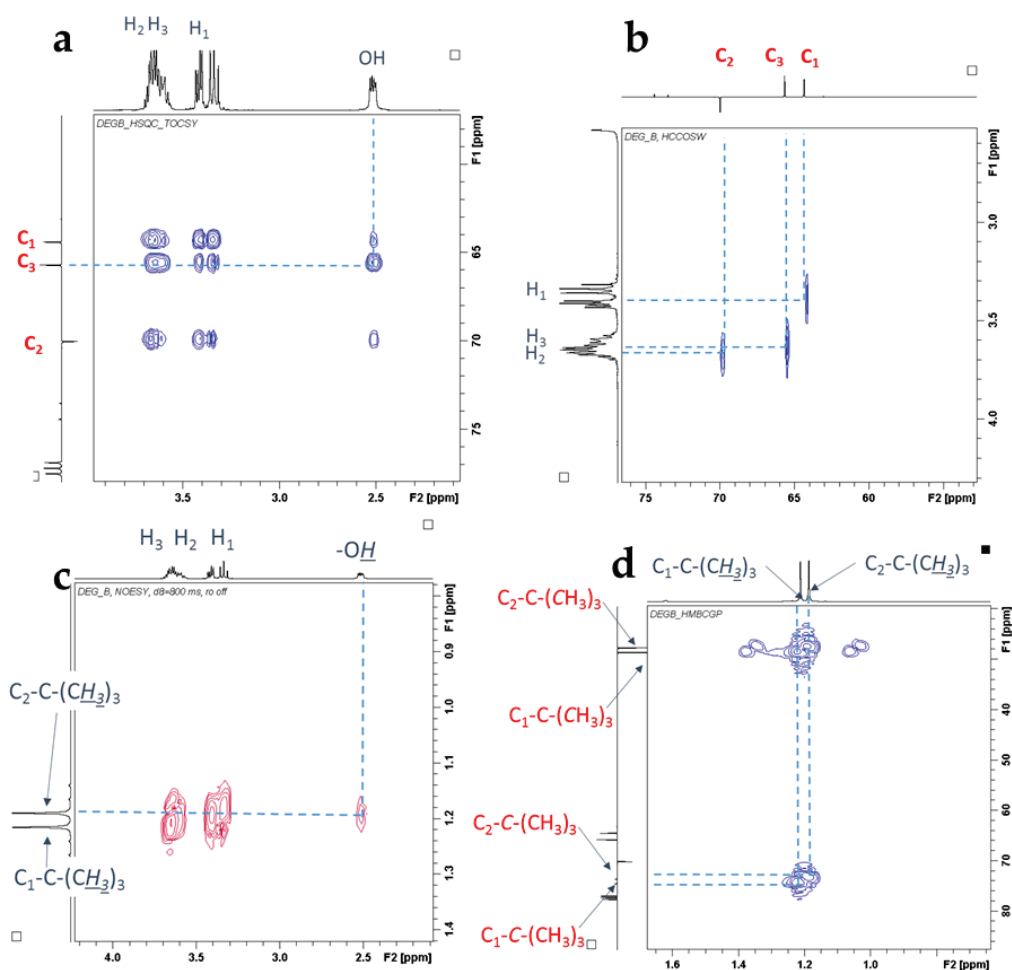 a
H₂ H₃
H₁
OH
DEGB_HSQC_TOCSY
F1 [ppm]
65
70
75
C₁
C₃
C₂
3.5
3.0
2.5
F2 [ppm]
b
C₂
C₃
C₁
DEG_B, HCCOSW
F1 [ppm]
3.0
3.5
4.0
H₁
H₃
H₂
75
70
65
60
F2 [ppm]
c
H₃
H₂
H₁
-OH
DEG_B, NOESY, d8=800 ms, ro off
F1 [ppm]
0.9
1.0
1.1
1.2
1.3
1.4
C₂-C-(CH₃)₃
C₁-C-(CH₃)₃
4.0
3.5
3.0
2.5
F2 [ppm]
d
C₁-C-(CH₃)₃
C₂-C-(CH₃)₃
DEGB_HMBCGP
F1 [ppm]
40
50
60
70
80
C₂-C-(CH₃)₃
C₁-C-(CH₃)₃
C₂-C-(CH₃)₃
C₁-C-(CH₃)₃
1.6
1.4
1.2
1.0
F2 [ppm]